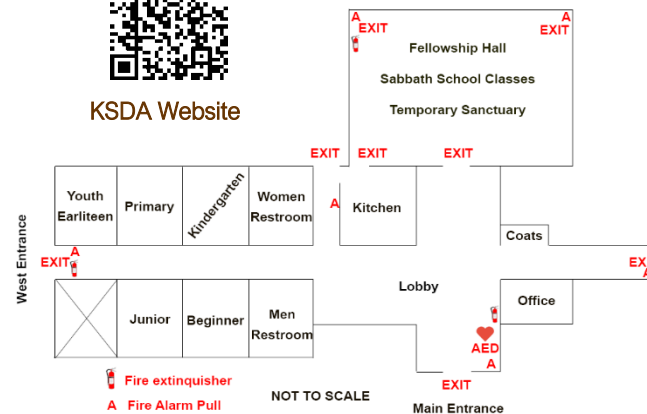 KSDA Website
A
A
EXIT
EXIT
Fellowship Hall
Sabbath School Classes
Temporary Sanctuary
EXIT
EXIT
EXIT
Youth
Earliteen
Primary
Kindergarten
Women
Restroom
A
Kitchen
Coats
West Entrance
A
EXIT
Lobby
EX
A
Office
Junior
Beginner
Men
Restroom
AED
A
Fire extinguisher
A Fire Alarm Pull
NOT TO SCALE
EXIT
Main Entrance